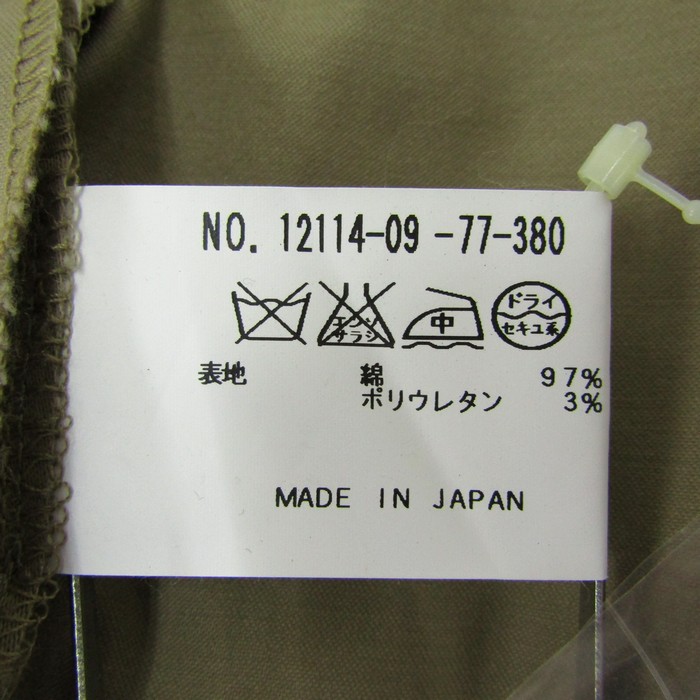 NO. 12114-09 -77-380
エンソ サラシ 中 ドライ セキユ系
表地 綿 97%
ポリウレタン 3%
MADE IN JAPAN